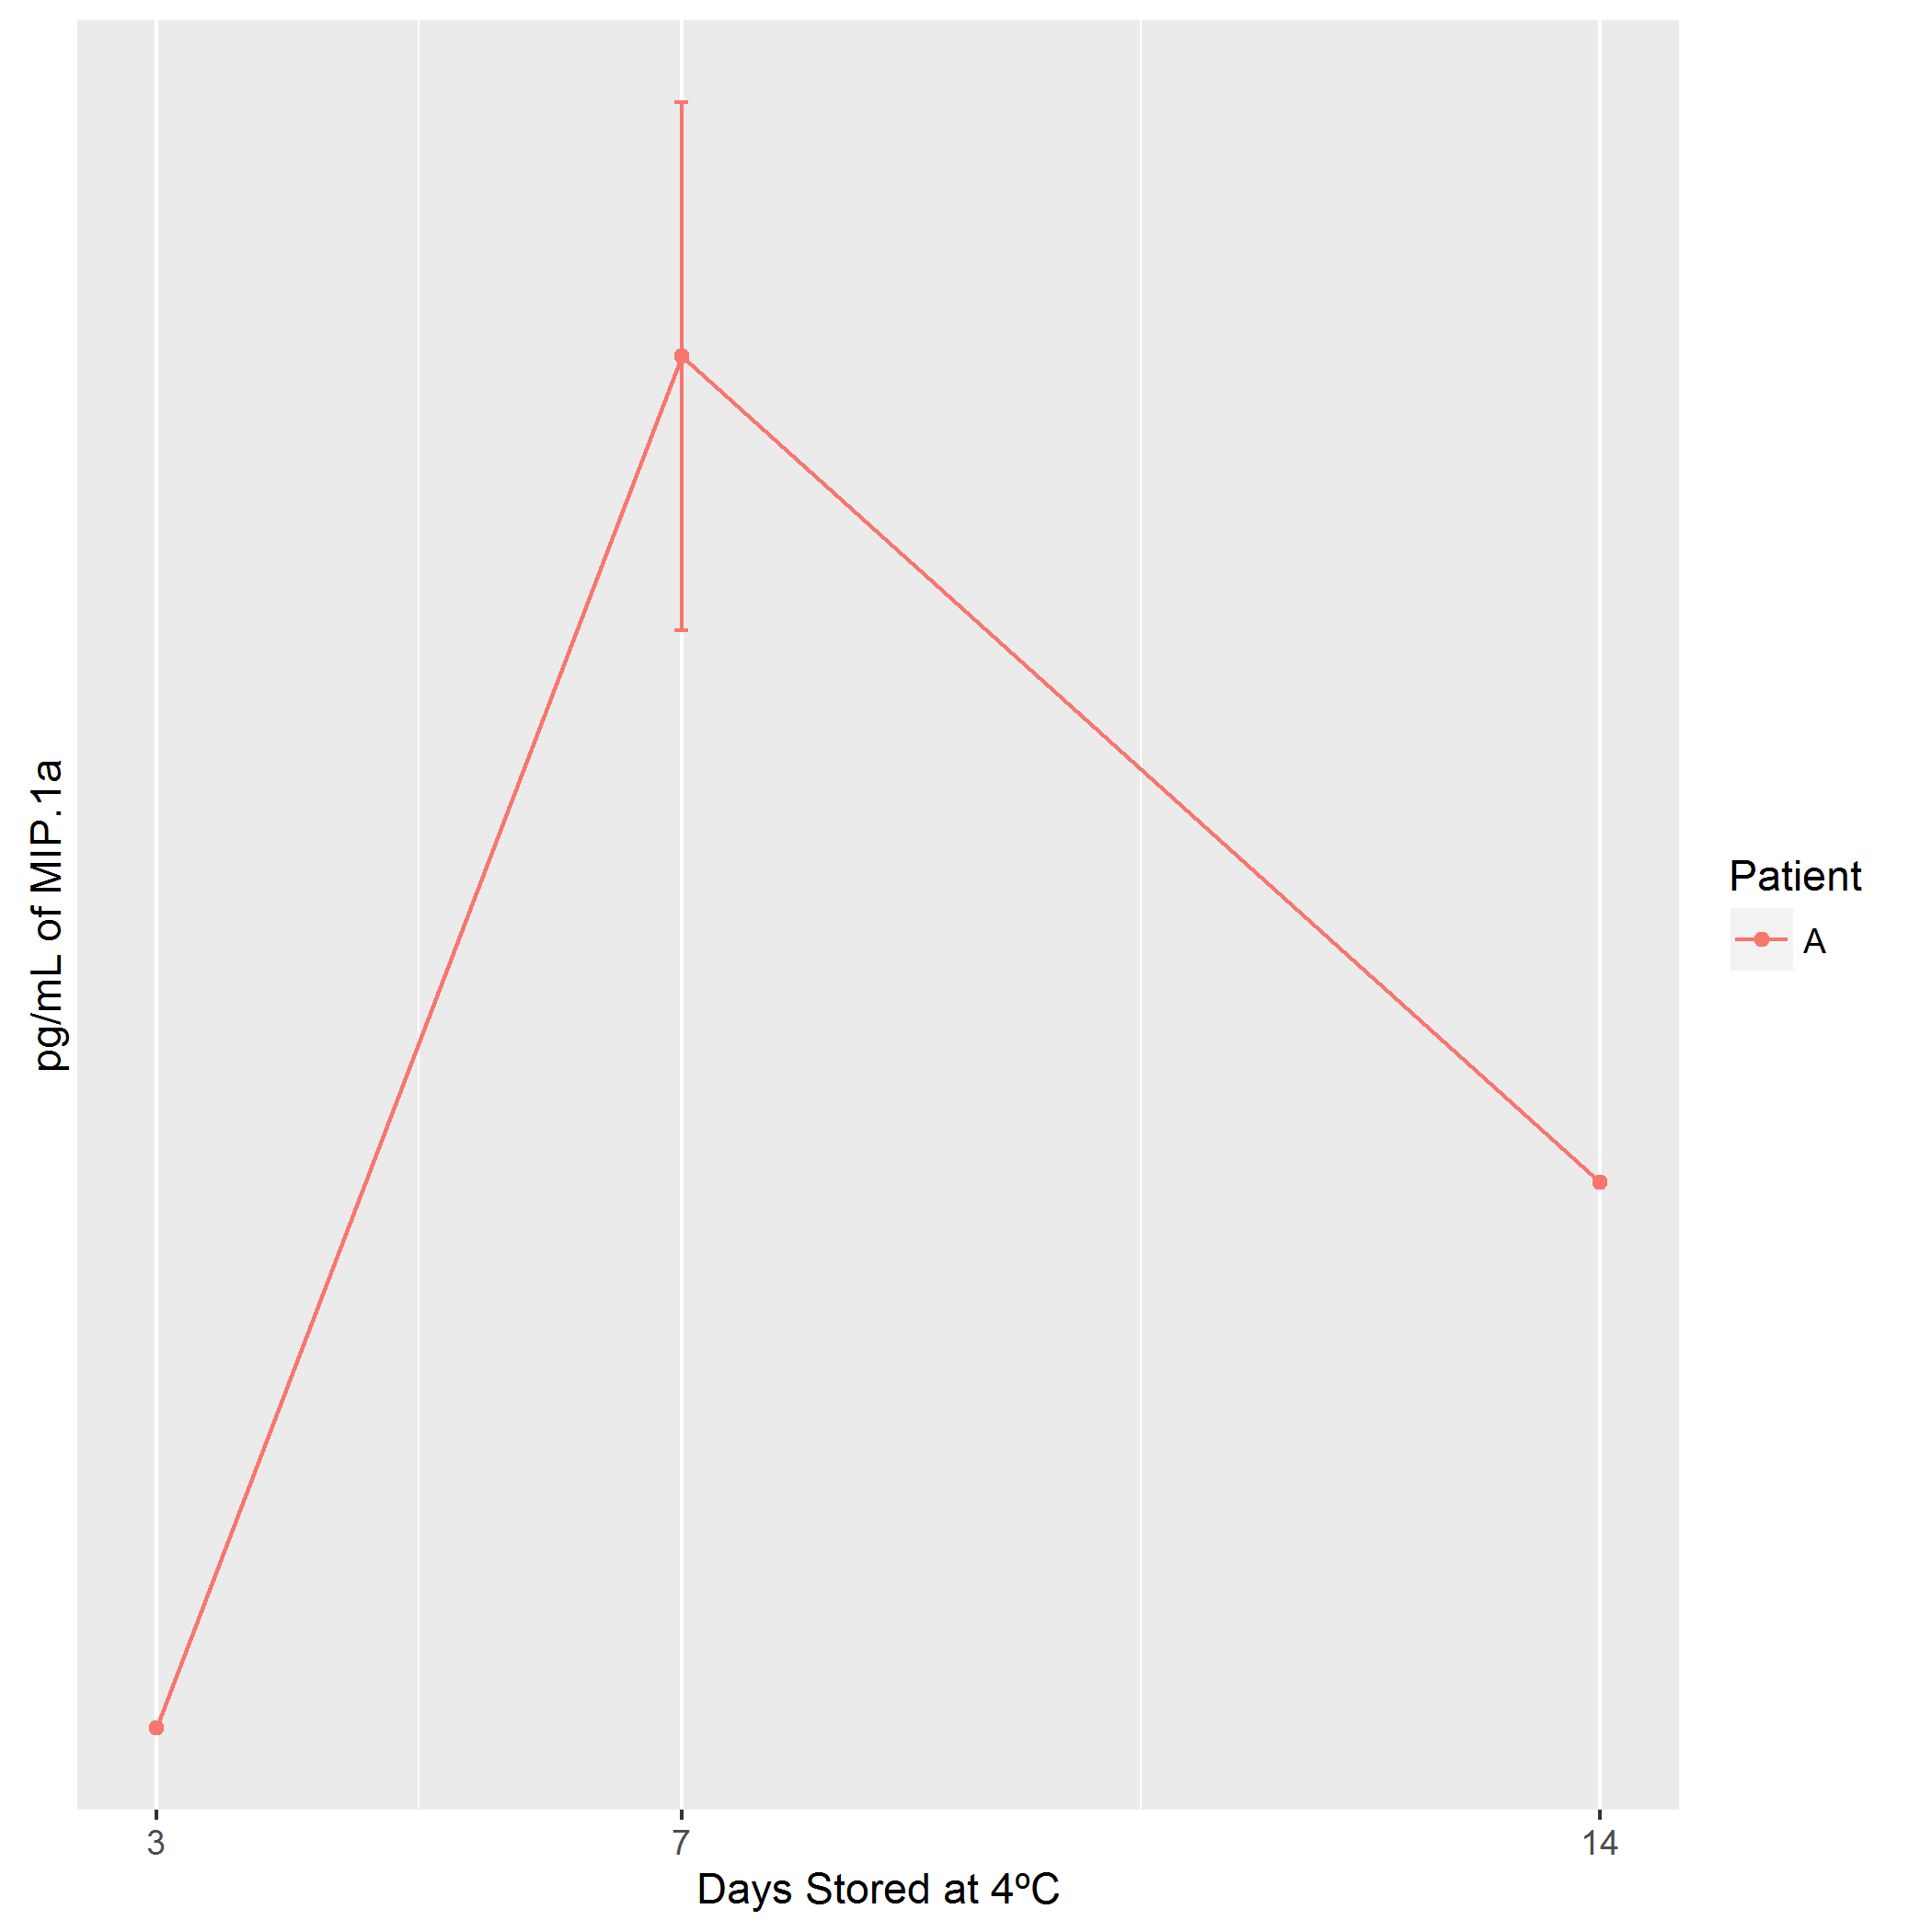 pg/mL of MIP.1a
3
7
14
Days Stored at 4ºC
Patient
A